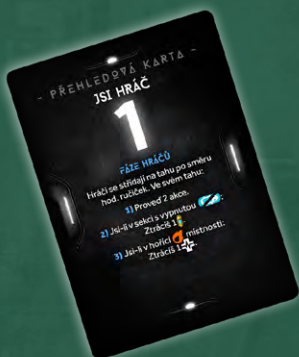 - PŘEHLEDOVÁ KARTA -
JSI HRÁČ
1
FÁZE HRÁČŮ
Hráči se střídají na tahu po směru
hod. ručiček. Ve svém tahu:
1) Proveď 2 akce.
2) Jsi-li v sekci s vypnutou :
Ztrácíš 1 .
3) Jsi-li v hořící místnosti:
Ztrácíš 1 .